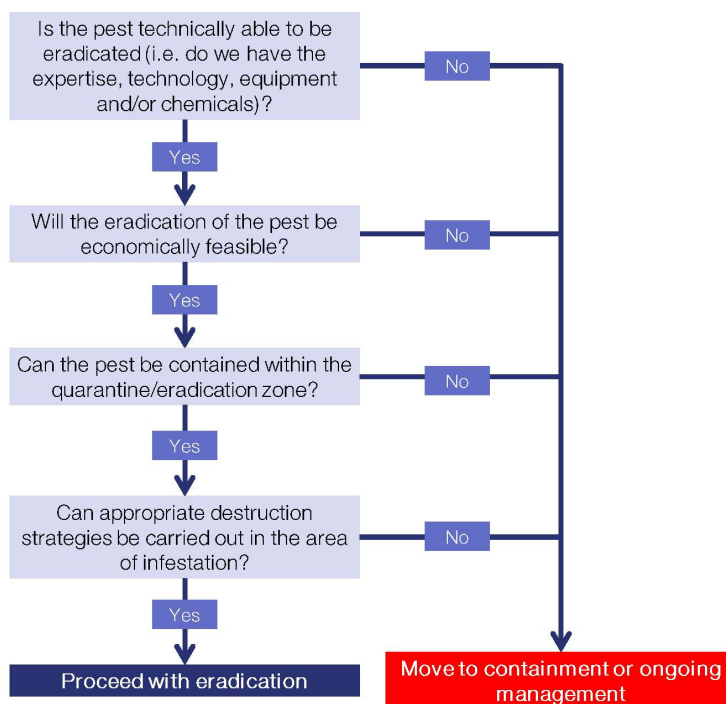 Is the pest technically able to be
eradicated (i.e. do we have the
expertise, technology, equipment
and/or chemicals)?
No
Yes
Will the eradication of the pest be
economically feasible?
No
Yes
Can the pest be contained within the
quarantine/eradication zone?
No
Yes
Can appropriate destruction
strategies be carried out in the area
of infestation?
No
Yes
Proceed with eradication
Move to containment or ongoing
management